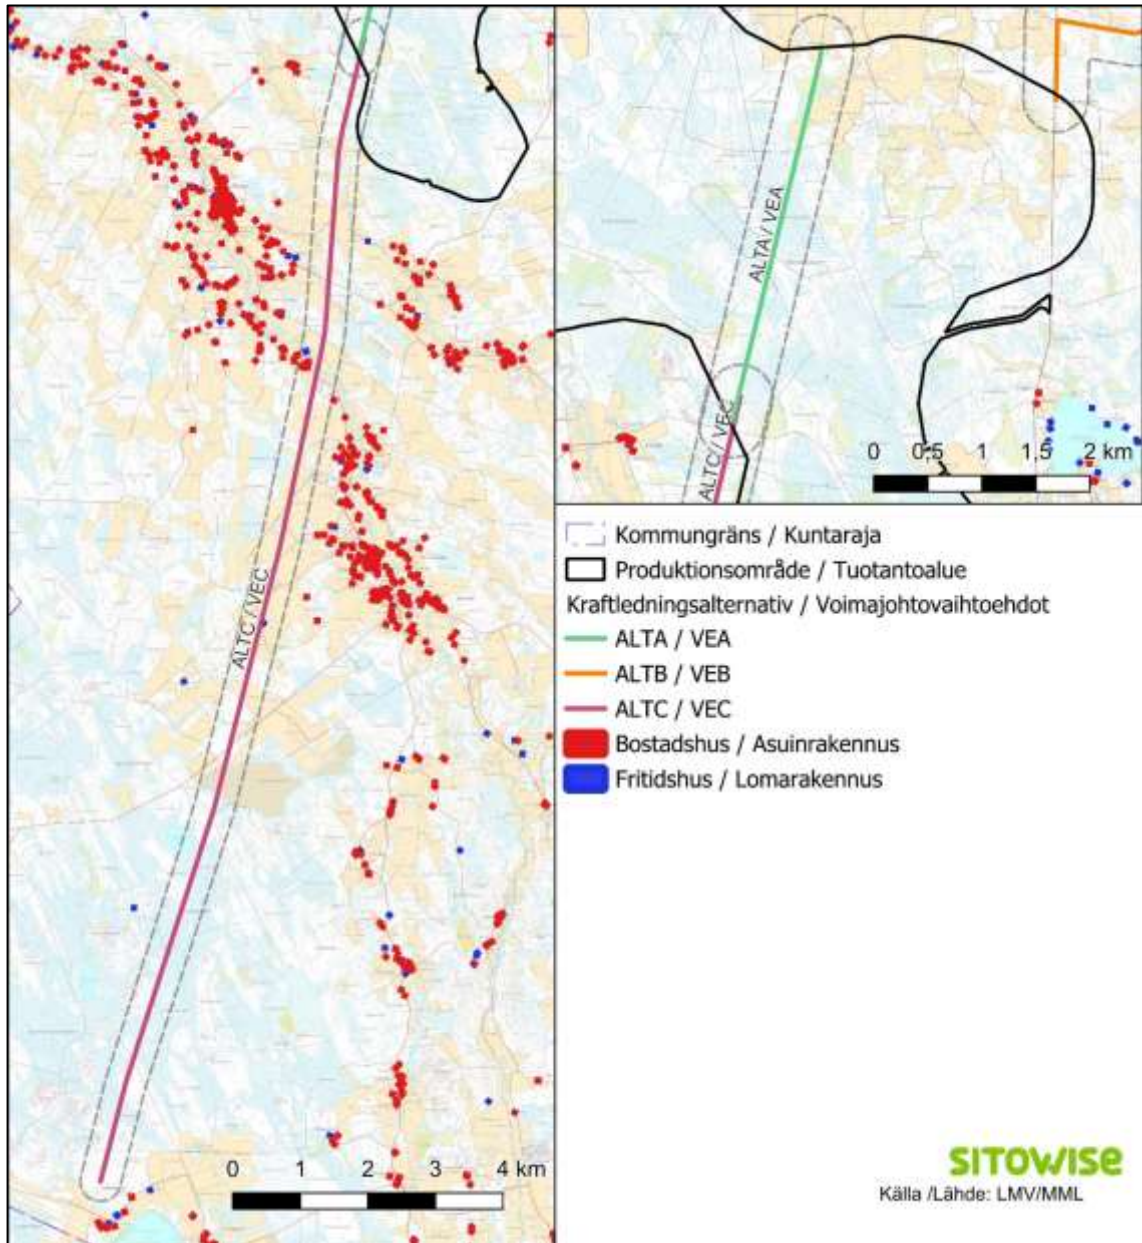 ALTC / VEC
0 1 2 3 4 km
ALTA / VEA
ALTC / VEC
0 0,5 1 1,5 2 km
Kommungräns / Kuntaraja
Produktionsområde / Tuotantoalue
Kraftledningsalternativ / Voimajohtovaihtoehdot
ALTA / VEA
ALTB / VEB
ALTC / VEC
Bostadshus / Asuinrakennus
Fritidshus / Lomarakennus
SITOWISE
Källa /Lähde: LMV/MML